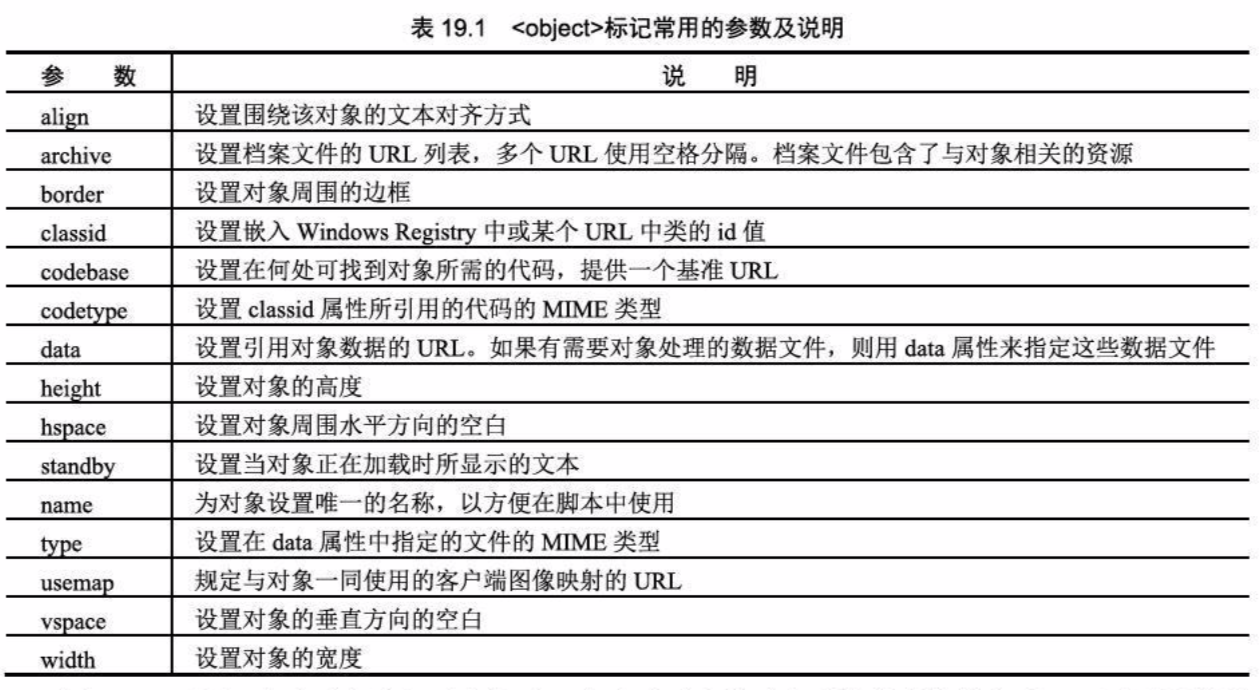 表 19.1 <object>标记常用的参数及说明
参 数 说 明
align 设置围绕该对象的文本对齐方式
archive 设置档案文件的 URL 列表，多个 URL 使用空格分隔。档案文件包含了与对象相关的资源
border 设置对象周围的边框
classid 设置嵌入 Windows Registry 中或某个 URL 中类的 id 值
codebase 设置在何处可找到对象所需的代码，提供一个基准 URL
codetype 设置 classid 属性所引用的代码的 MIME 类型
data 设置引用对象数据的 URL。如果有需要对象处理的数据文件，则用 data 属性来指定这些数据文件
height 设置对象的高度
hspace 设置对象周围水平方向的空白
standby 设置当对象正在加载时所显示的文本
name 为对象设置唯一的名称，以方便在脚本中使用
type 设置在 data 属性中指定的文件的 MIME 类型
usemap 规定与对象一同使用的客户端图像映射的 URL
vspace 设置对象的垂直方向的空白
width 设置对象的宽度